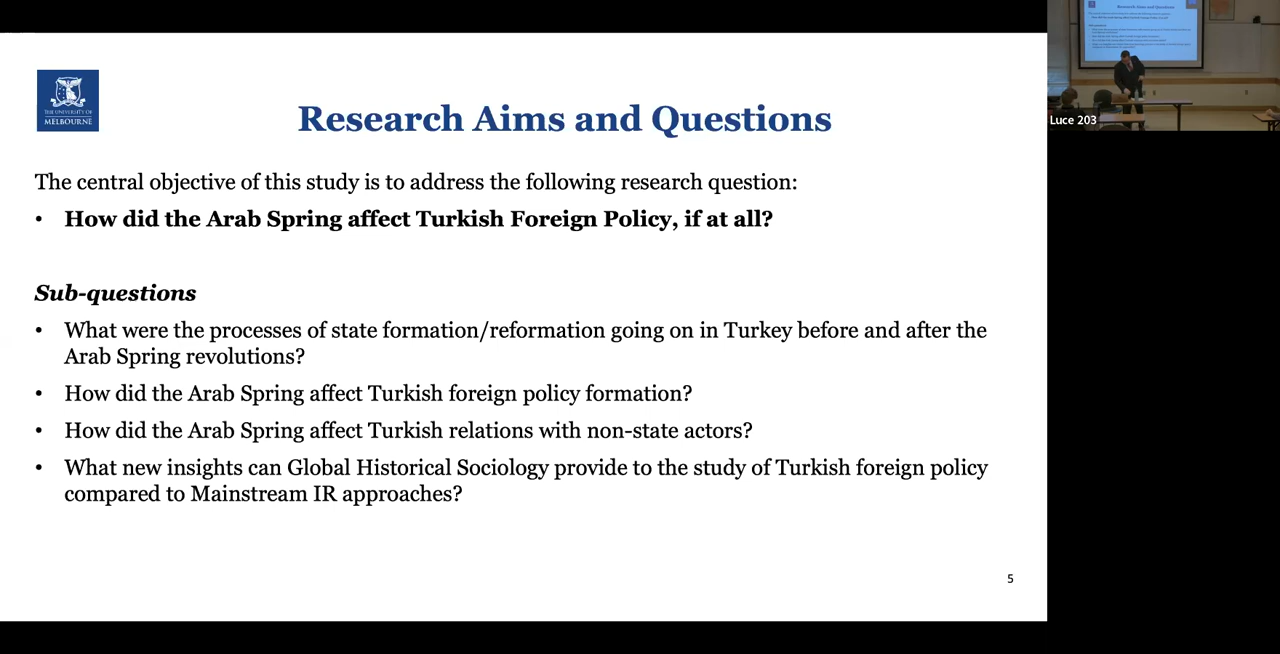 THE UNIVERSITY OF
MELBOURNE
Research Aims and Questions
The central objective of this study is to address the following research question:
• How did the Arab Spring affect Turkish Foreign Policy, if at all?
Sub-questions
• What were the processes of state formation/reformation going on in Turkey before and after the
Arab Spring revolutions?
• How did the Arab Spring affect Turkish foreign policy formation?
• How did the Arab Spring affect Turkish relations with non-state actors?
• What new insights can Global Historical Sociology provide to the study of Turkish foreign policy
compared to Mainstream IR approaches?
5
Research Aims and Questions
Luce 203